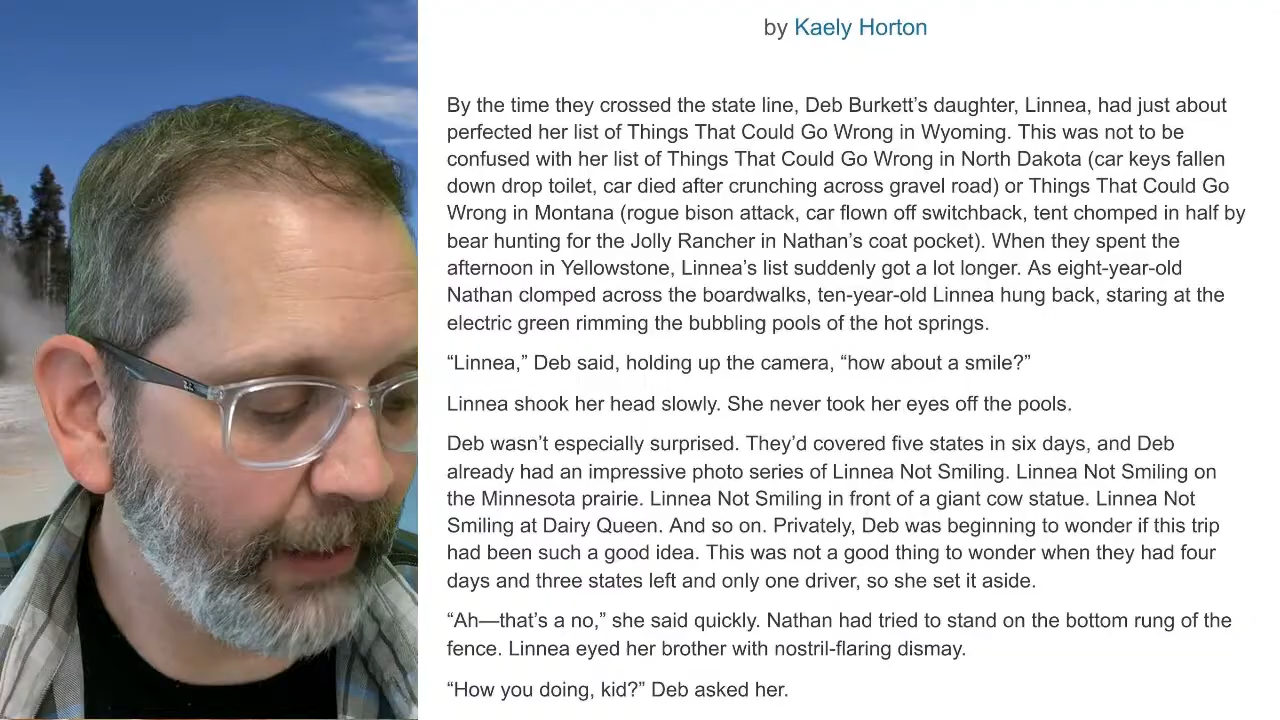 by Kaely Horton
By the time they crossed the state line, Deb Burkett’s daughter, Linnea, had just about
perfected her list of Things That Could Go Wrong in Wyoming. This was not to be
confused with her list of Things That Could Go Wrong in North Dakota (car keys fallen
down drop toilet, car died after crunching across gravel road) or Things That Could Go
Wrong in Montana (rogue bison attack, car flown off switchback, tent chomped in half by
bear hunting for the Jolly Rancher in Nathan’s coat pocket). When they spent the
afternoon in Yellowstone, Linnea’s list suddenly got a lot longer. As eight-year-old
Nathan clomped across the boardwalks, ten-year-old Linnea hung back, staring at the
electric green rimming the bubbling pools of the hot springs.
“Linnea,” Deb said, holding up the camera, “how about a smile?”
Linnea shook her head slowly. She never took her eyes off the pools.
Deb wasn’t especially surprised. They’d covered five states in six days, and Deb
already had an impressive photo series of Linnea Not Smiling. Linnea Not Smiling on
the Minnesota prairie. Linnea Not Smiling in front of a giant cow statue. Linnea Not
Smiling at Dairy Queen. And so on. Privately, Deb was beginning to wonder if this trip
had been such a good idea. This was not a good thing to wonder when they had four
days and three states left and only one driver, so she set it aside.
“Ah—that’s a no,” she said quickly. Nathan had tried to stand on the bottom rung of the
fence. Linnea eyed her brother with nostril-flaring dismay.
“How you doing, kid?” Deb asked her.